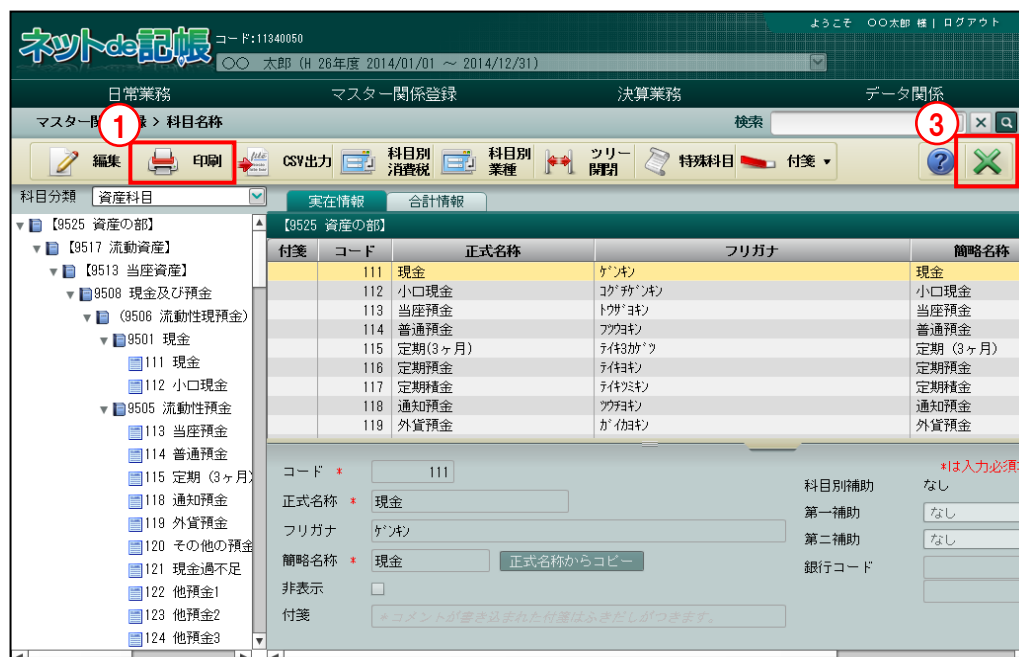 ようこそ 〇〇太郎 様 | ログアウト
ネットde記帳 コード:11340050
〇〇 太郎 (H 26年度 2014/01/01 ～ 2014/12/31)
日常業務 マスター関係登録 決算業務 データ関係
マスター関 録 > 科目名称 検索
1 3
編集 印刷 CSV出力 科目別消費税 科目別業種 ツリー開閉 特殊科目 付箋 ▼
科目分類 資産科目
実在情報 合計情報
【9525 資産の部】
付箋 コード 正式名称 フリガナ 簡略名称
111 現金 ｹﾞﾝｷﾝ 現金
112 小口現金 ｺｸﾞﾁｹﾞﾝｷﾝ 小口現金
113 当座預金 ﾄｳｻﾞﾖｷﾝ 当座預金
114 普通預金 ﾌﾂｳﾖｷﾝ 普通預金
115 定期(3ヶ月) ﾃｲｷ3ｶｹﾞﾂ 定期（3ヶ月）
116 定期預金 ﾃｲｷﾖｷﾝ 定期預金
117 定期積金 ﾃｲｷﾂﾐｷﾝ 定期積金
118 通知預金 ﾂｳﾁﾖｷﾝ 通知預金
119 外貨預金 ｶﾞｲｶﾖｷﾝ 外貨預金
【9525 資産の部】
【9517 流動資産】
【9513 当座資産】
9508 現金及び預金
（9506 流動性現預金）
9501 現金
111 現金
112 小口現金
9505 流動性預金
113 当座預金
114 普通預金
115 定期（3ヶ月）
118 通知預金
119 外貨預金
120 その他の預金
121 現金過不足
122 他預金1
123 他預金2
124 他預金3
*は入力必須
コード * 111
正式名称 * 現金
フリガナ ｹﾞﾝｷﾝ
簡略名称 * 現金 正式名称からコピー
非表示
付箋 *コメントが書き込まれた付箋はふきだしがつきます。
科目別補助 なし
第一補助 なし
第二補助 なし
銀行コード